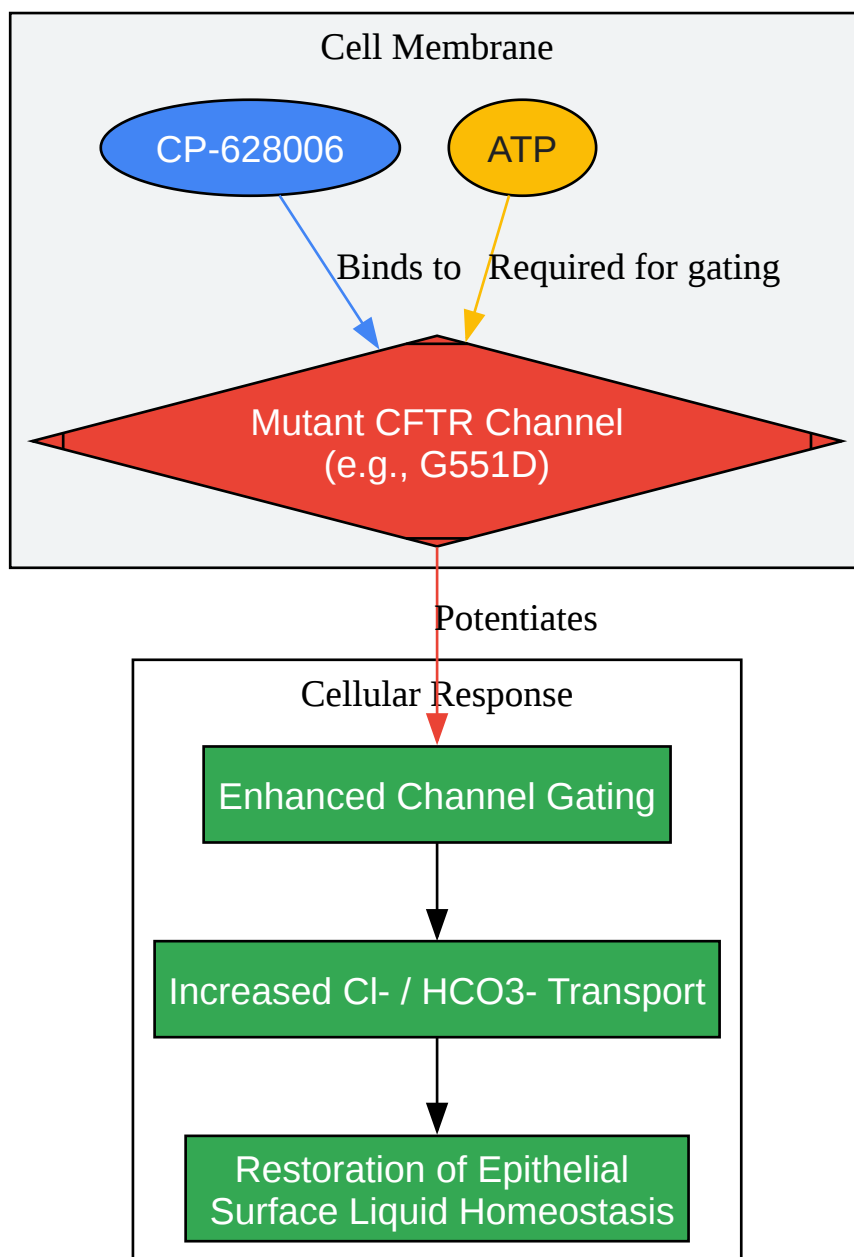 Cell Membrane
CP-628006
ATP
Binds to
Required for gating
Mutant CFTR Channel
(e.g., G551D)
Potentiates
Cellular Response
Enhanced Channel Gating
Increased Cl- / HCO3- Transport
Restoration of Epithelial
Surface Liquid Homeostasis